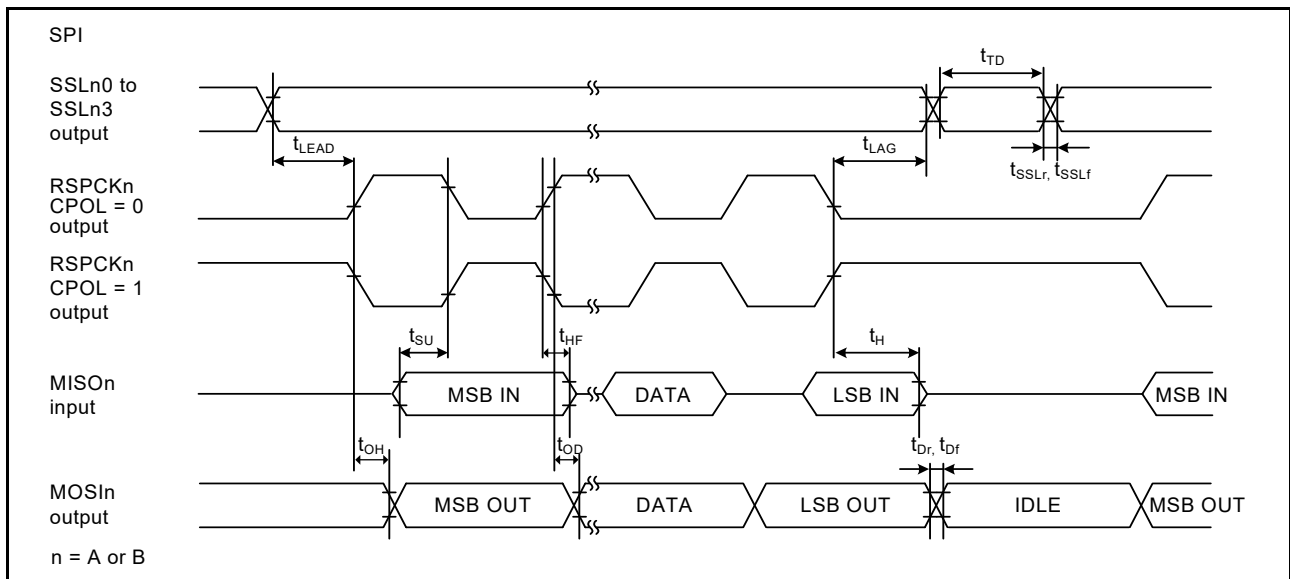 SPI
SSLn0 to
SSLn3
output
tTD
tLEAD
tLAG
tSSLr, tSSLf
RSPCKn
CPOL = 0
output
RSPCKn
CPOL = 1
output
tSU
tHF
tH
MISOn
input
MSB IN
DATA
LSB IN
MSB IN
tOH
tOD
tDr, tDf
MOSIn
output
MSB OUT
DATA
LSB OUT
IDLE
MSB OUT
n = A or B